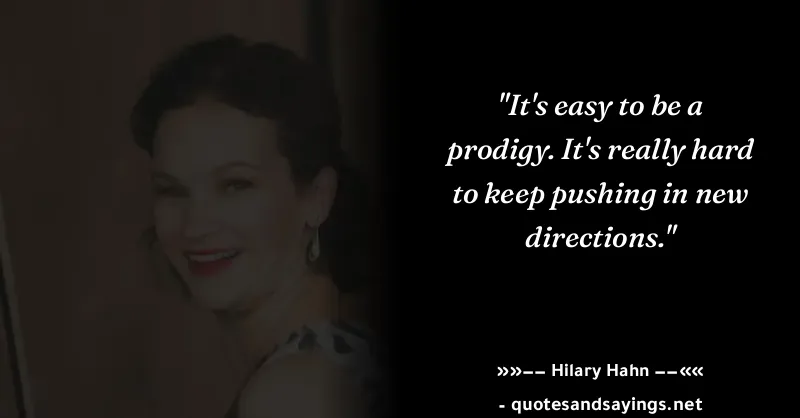 "It's easy to be a
prodigy. It's really hard
to keep pushing in new
directions."
»»−− Hilary Hahn −−««
- quotesandsayings.net